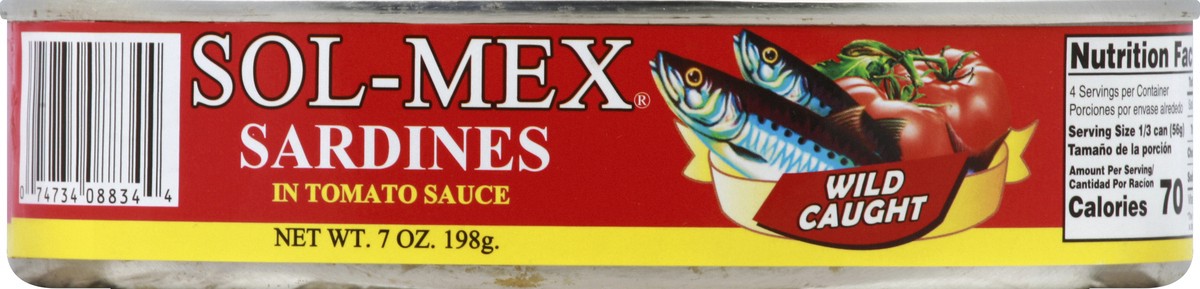 SOL-MEX®
SARDINES
IN TOMATO SAUCE
NET WT. 7 OZ. 198g.
0 74734 08834 4
WILD
CAUGHT
Nutrition Fac
4 Servings per Container
Porciones por envase alrededo
Serving Size 1/3 can (56g)
Tamaño de la porción
Amount Per Serving/
Cantidad Por Racion
Calories 70